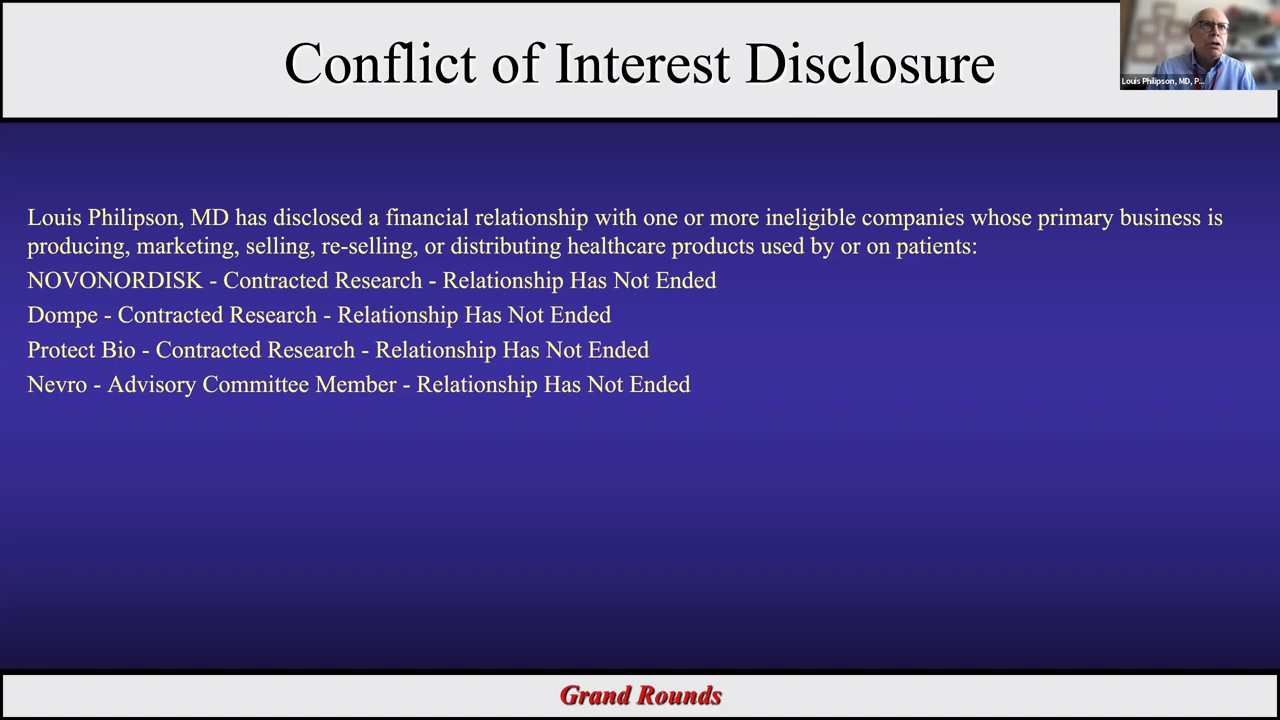 Conflict of Interest Disclosure
Louis Philipson, MD, P...
Louis Philipson, MD has disclosed a financial relationship with one or more ineligible companies whose primary business is
producing, marketing, selling, re-selling, or distributing healthcare products used by or on patients:
NOVONORDISK - Contracted Research - Relationship Has Not Ended
Dompe - Contracted Research - Relationship Has Not Ended
Protect Bio - Contracted Research - Relationship Has Not Ended
Nevro - Advisory Committee Member - Relationship Has Not Ended
Grand Rounds